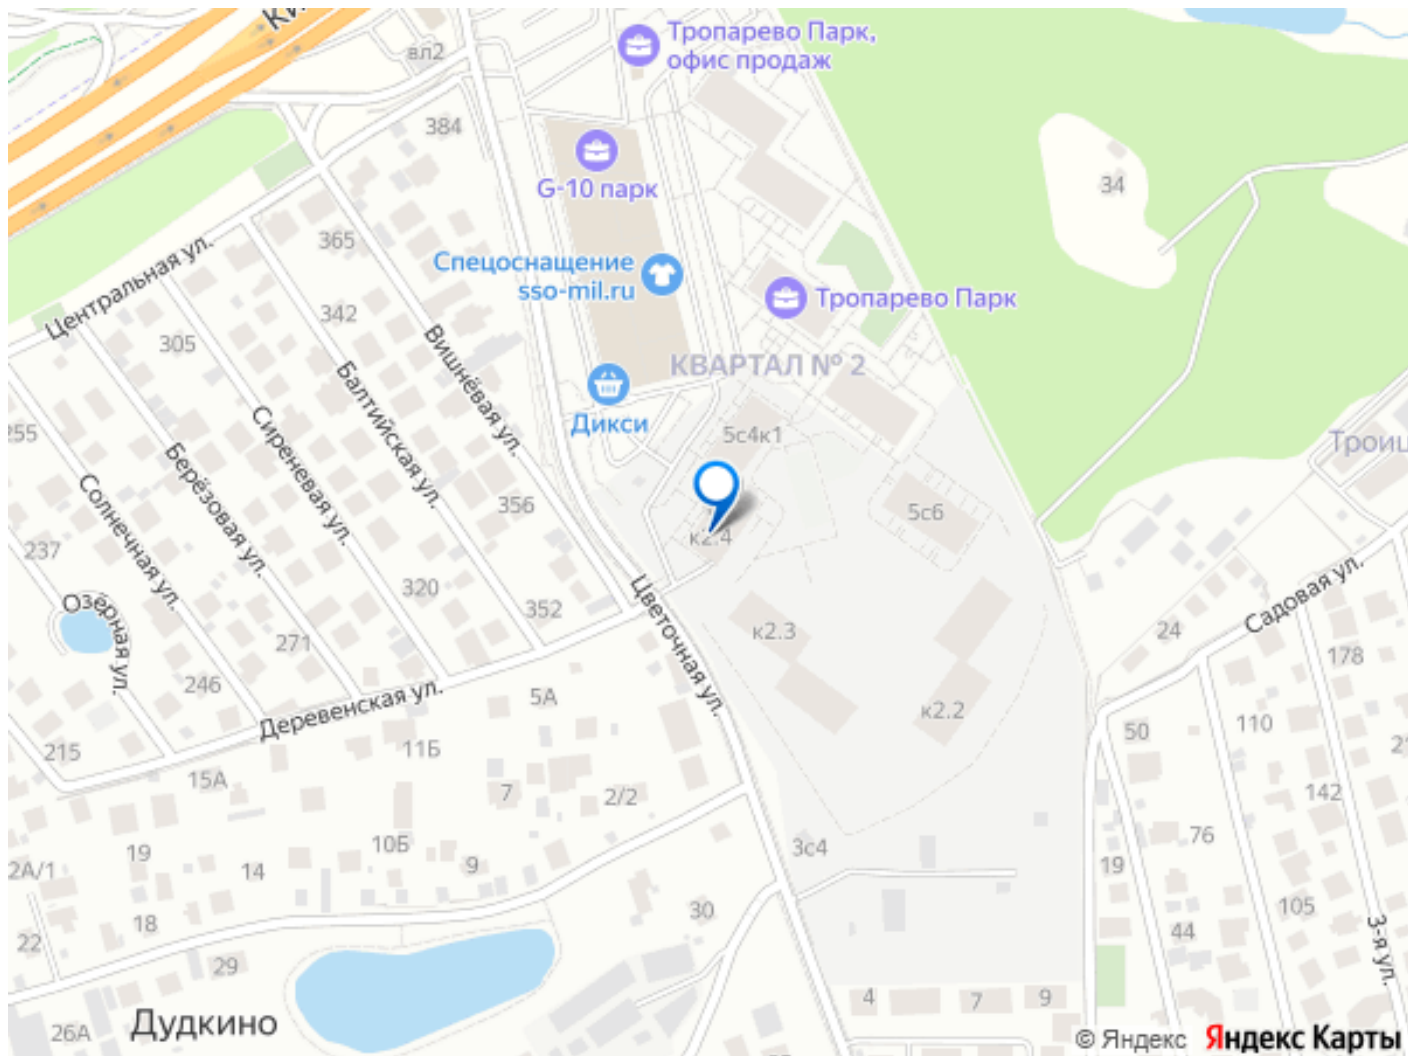 Тропарево Парк,
офис продаж
вл2
384
G-10 парк
34
365
Спецоснащение
sso-mil.ru
Центральная ул.
Тропарево Парк
342
305
Вишнёвая ул.
КВАРТАЛ № 2
Балтийская ул.
Дикси
5с4к1
Сиреневая ул.
255
Троиц
Берёзовая ул.
Солнечная ул.
356
5с6
к2.4
237
320
352
Цветочная ул.
Озёрная ул.
к2.3
24
Садовая ул.
271
178
246
5А
Деревенская ул.
к2.2
110
50
215
11Б
15А
7
2/2
142
76
10Б
3с4
19
2А/1
14
9
19
105
18
30
44
3-я ул.
22
29
4
7
9
Дудкино
26А
© Яндекс Яндекс Карты